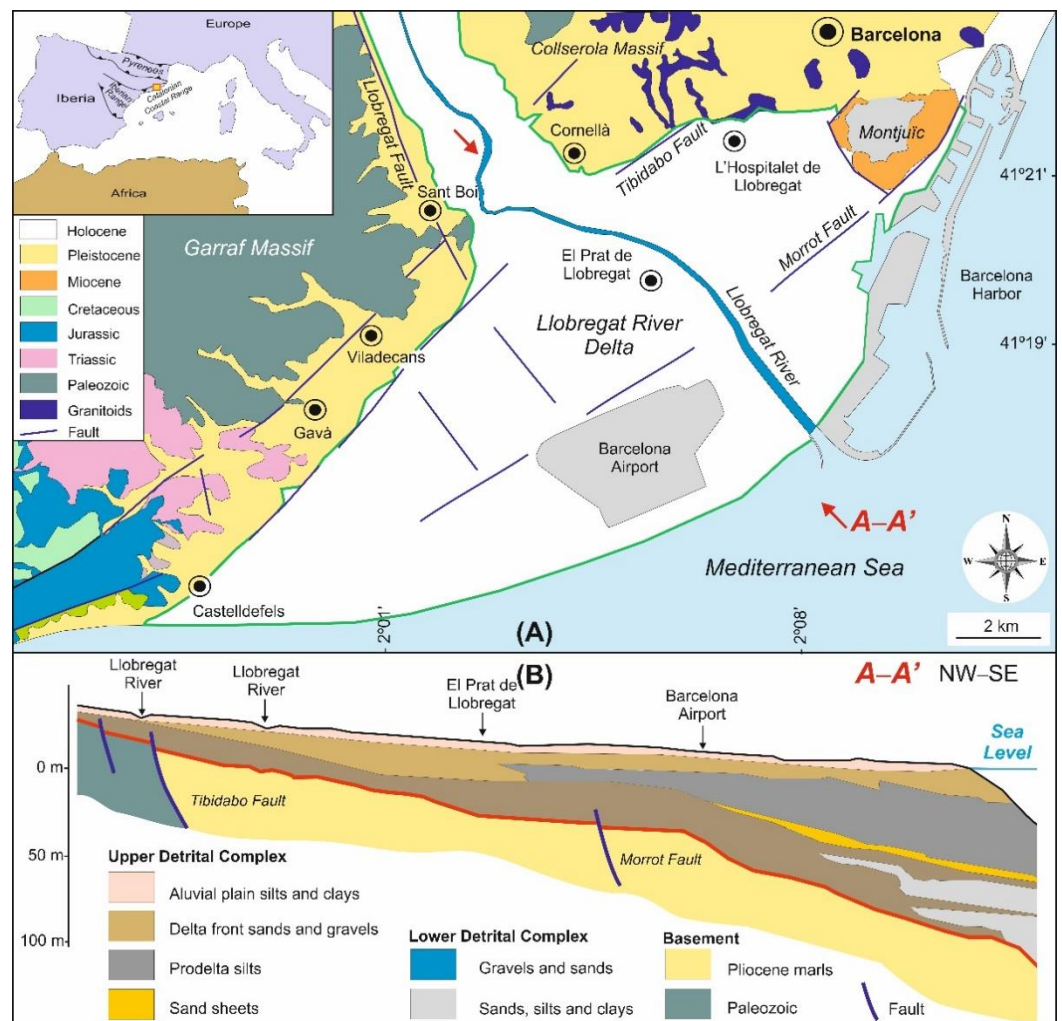 Europe
Pyrenees
Iberia
Iberian
Range
Catalonian
Coastal Range
Africa
Holocene
Pleistocene
Miocene
Cretaceous
Jurassic
Triassic
Paleozoic
Granitoids
Fault
Collserola Massif
Barcelona
Llobregat Fault
Cornellà
Tibidabo Fault
L'Hospitalet de
Llobregat
Montjuïc
41°21'
Sant Boi
Garraf Massif
Morrot Fault
El Prat de
Llobregat
Barcelona
Harbor
Llobregat River
Delta
Llobregat River
41°19'
Viladecans
Gavà
Barcelona
Airport
A–A'
N
W
E
S
Mediterranean Sea
Castelldefels
2°01'
(A)
2°08'
2 km
Llobregat
River
Llobregat
River
(B)
El Prat de
Llobregat
Barcelona
Airport
A–A' NW–SE
Sea
Level
0 m
50 m
100 m
Tibidabo Fault
Morrot Fault
Upper Detrital Complex
Aluvial plain silts and clays
Delta front sands and gravels
Prodelta silts
Sand sheets
Lower Detrital Complex
Gravels and sands
Sands, silts and clays
Basement
Pliocene marls
Paleozoic
Fault